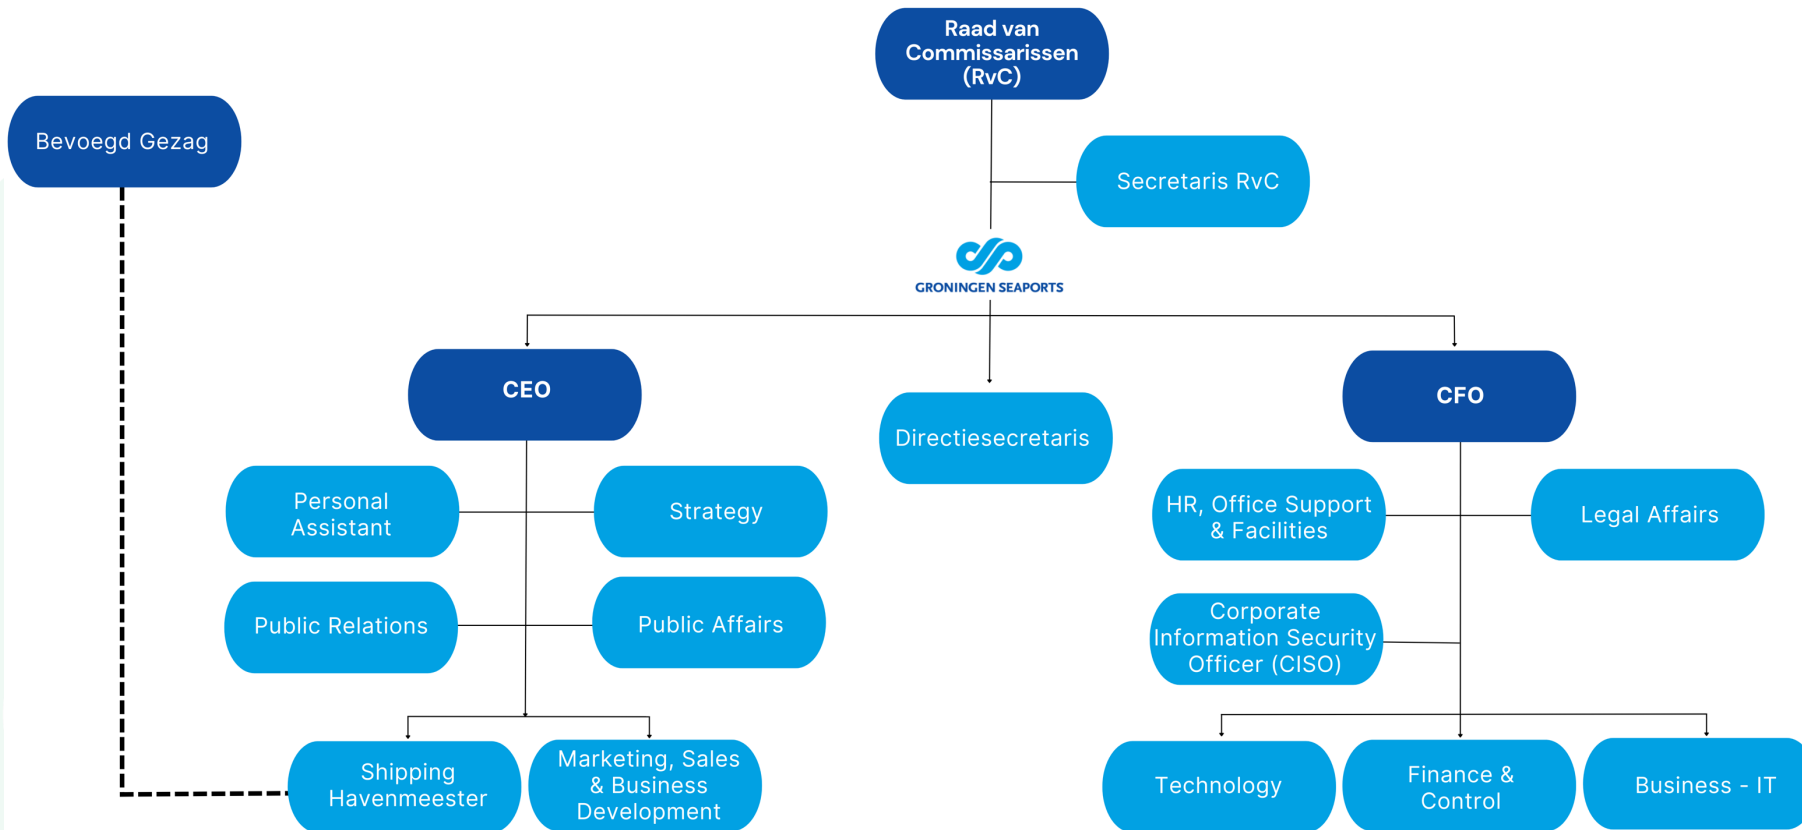 Raad van
Commissarissen
(RvC)
Bevoegd Gezag
Secretaris RvC
GRONINGEN SEAPORTS
CEO
CFO
Directiesecretaris
Personal
Assistant
Strategy
HR, Office Support
& Facilities
Legal Affairs
Public Relations
Public Affairs
Corporate
Information Security
Officer (CISO)
Shipping
Havenmeester
Marketing, Sales
& Business
Development
Technology
Finance &
Control
Business - IT